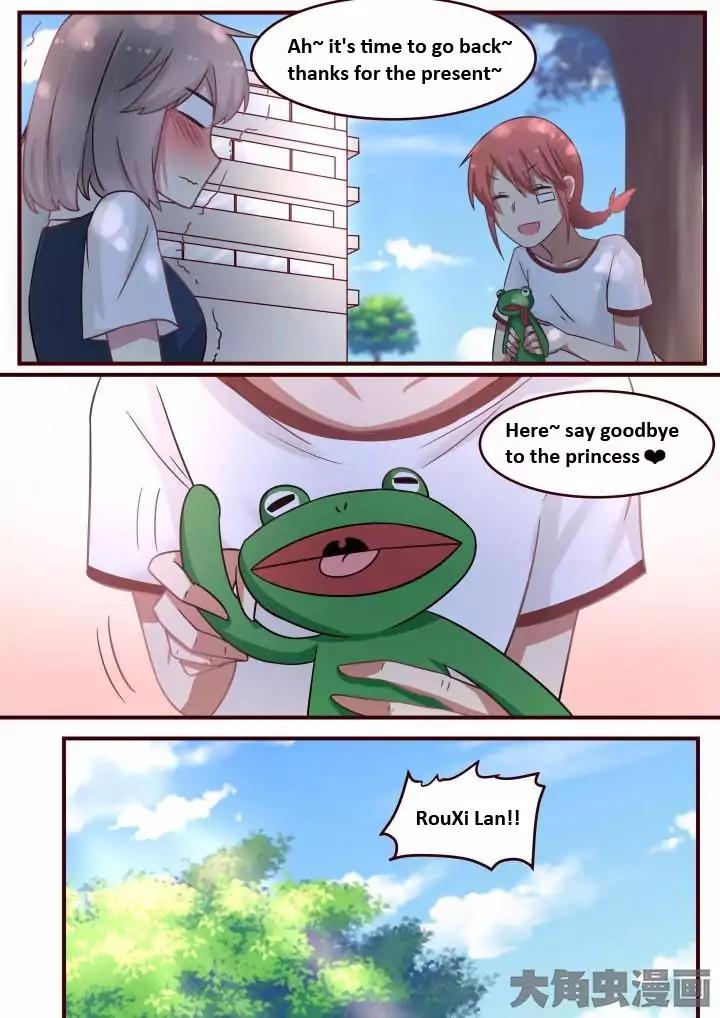 Ah~ it's time to go back~
thanks for the present~
Here~ say goodbye
to the princess ❤
RouXi Lan!!
大角虫漫画